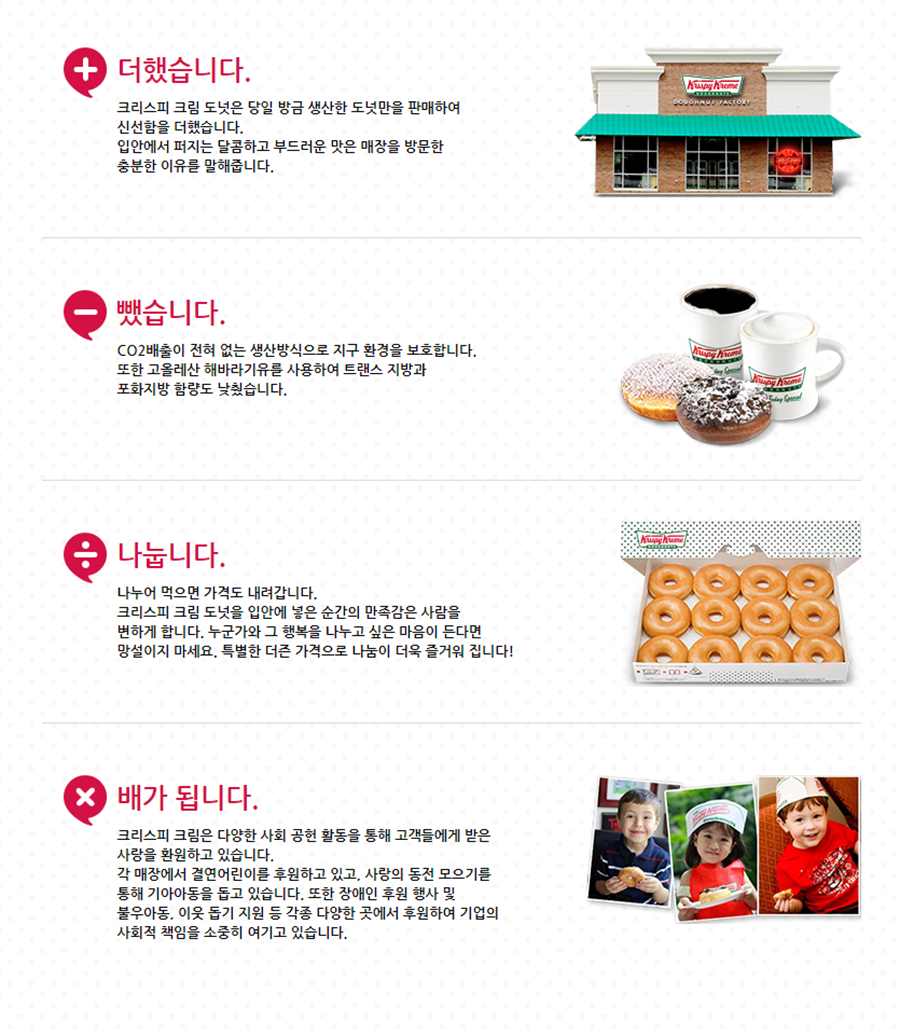 더했습니다.
크리스피 크림 도넛은 당일 방금 생산한 도넛만을 판매하여
신선함을 더했습니다.
입안에서 퍼지는 달콤하고 부드러운 맛은 매장을 방문한
충분한 이유를 말해줍니다.
Krispy Kreme
DOUGHNUTS
DOUGHNUT FACTORY
뺐습니다.
CO2배출이 전혀 없는 생산방식으로 지구 환경을 보호합니다.
또한 고올레산 해바라기유를 사용하여 트랜스 지방과
포화지방 함량도 낮췄습니다.
Krispy Kreme
DOUGHNUTS
Krispy Kreme
DOUGHNUTS
Today Special!
나눕니다.
나누어 먹으면 가격도 내려갑니다.
크리스피 크림 도넛을 입안에 넣은 순간의 만족감은 사람을
변하게 합니다. 누군가와 그 행복을 나누고 싶은 마음이 든다면
망설이지 마세요. 특별한 더즌 가격으로 나눔이 더욱 즐거워 집니다!
Krispy Kreme
DOUGHNUTS
배가 됩니다.
크리스피 크림은 다양한 사회 공헌 활동을 통해 고객들에게 받은
사랑을 환원하고 있습니다.
각 매장에서 결연어린이를 후원하고 있고, 사랑의 동전 모으기를
통해 기아아동을 돕고 있습니다. 또한 장애인 후원 행사 및
불우아동, 이웃 돕기 지원 등 각종 다양한 곳에서 후원하여 기업의
사회적 책임을 소중히 여기고 있습니다.